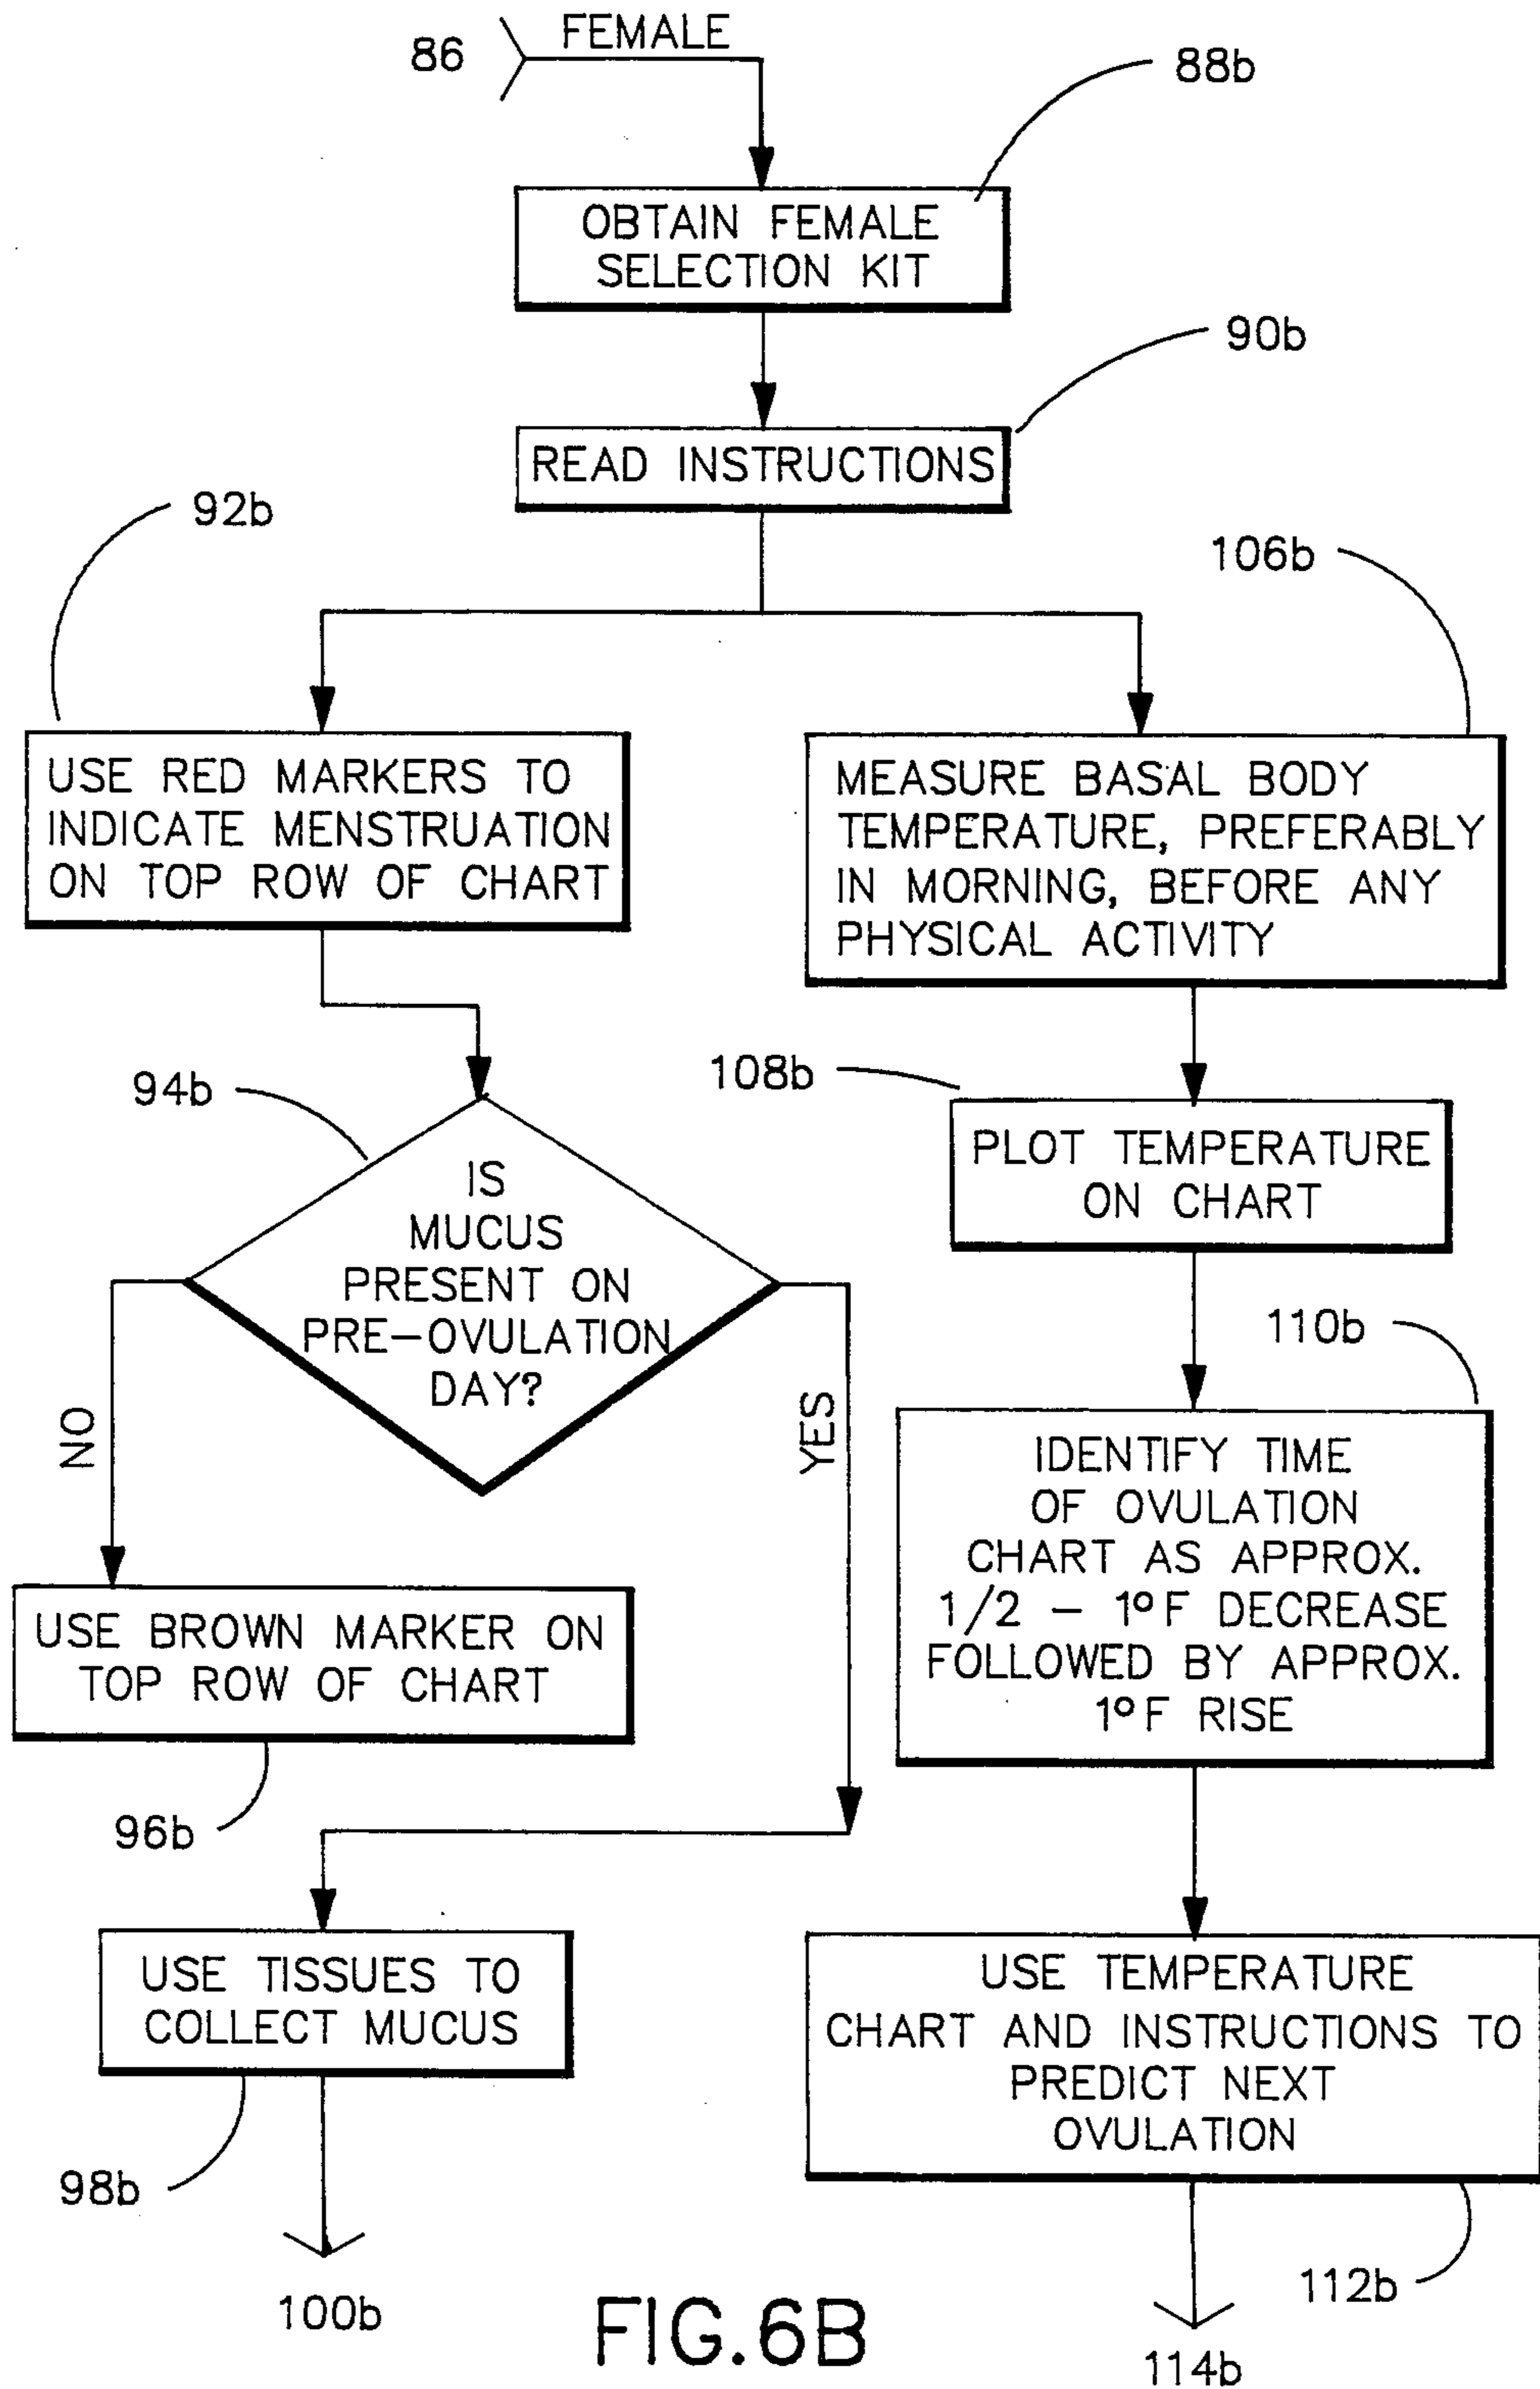 FEMALE
86
88b
OBTAIN FEMALE
SELECTION KIT
90b
READ INSTRUCTIONS
92b
106b
USE RED MARKERS TO
INDICATE MENSTRUATION
ON TOP ROW OF CHART
MEASURE BASAL BODY
TEMPERATURE, PREFERABLY
IN MORNING, BEFORE ANY
PHYSICAL ACTIVITY
94b
108b
IS
MUCUS
PRESENT ON
PRE-OVULATION
DAY?
PLOT TEMPERATURE
ON CHART
NO
YES
110b
IDENTIFY TIME
OF OVULATION
CHART AS APPROX.
1/2 - 1°F DECREASE
FOLLOWED BY APPROX.
1°F RISE
USE BROWN MARKER ON
TOP ROW OF CHART
96b
USE TISSUES TO
COLLECT MUCUS
98b
100b
USE TEMPERATURE
CHART AND INSTRUCTIONS TO
PREDICT NEXT
OVULATION
112b
114b
FIG.6B